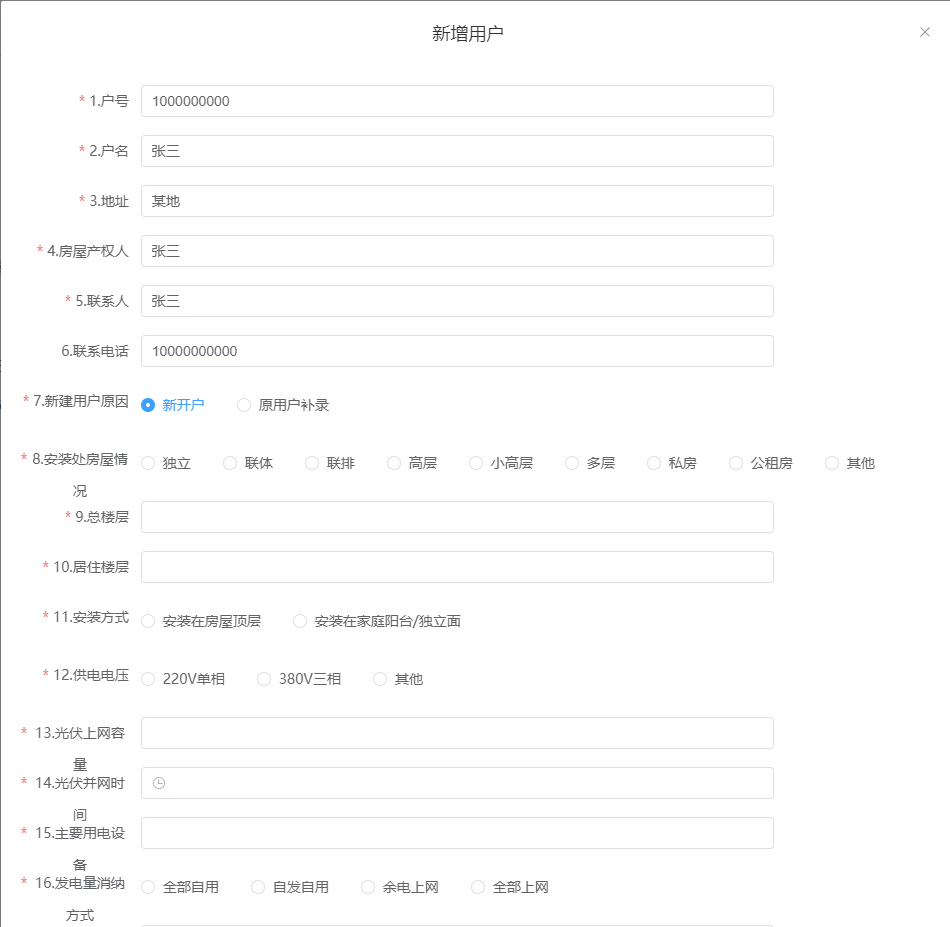 新增用户
* 1.户号 1000000000
* 2.户名 张三
* 3.地址 某地
* 4.房屋产权人 张三
* 5.联系人 张三
6.联系电话 10000000000
* 7.新建用户原因 新开户 原用户补录
* 8.安装处房屋情 独立 联体 联排 高层 小高层 多层 私房 公租房 其他
况
* 9.总楼层
* 10.居住楼层
* 11.安装方式 安装在房屋顶层 安装在家庭阳台/独立面
* 12.供电电压 220V单相 380V三相 其他
* 13.光伏上网容
量
* 14.光伏并网时
间
* 15.主要用电设
备
* 16.发电量消纳 全部自用 自发自用 余电上网 全部上网
方式